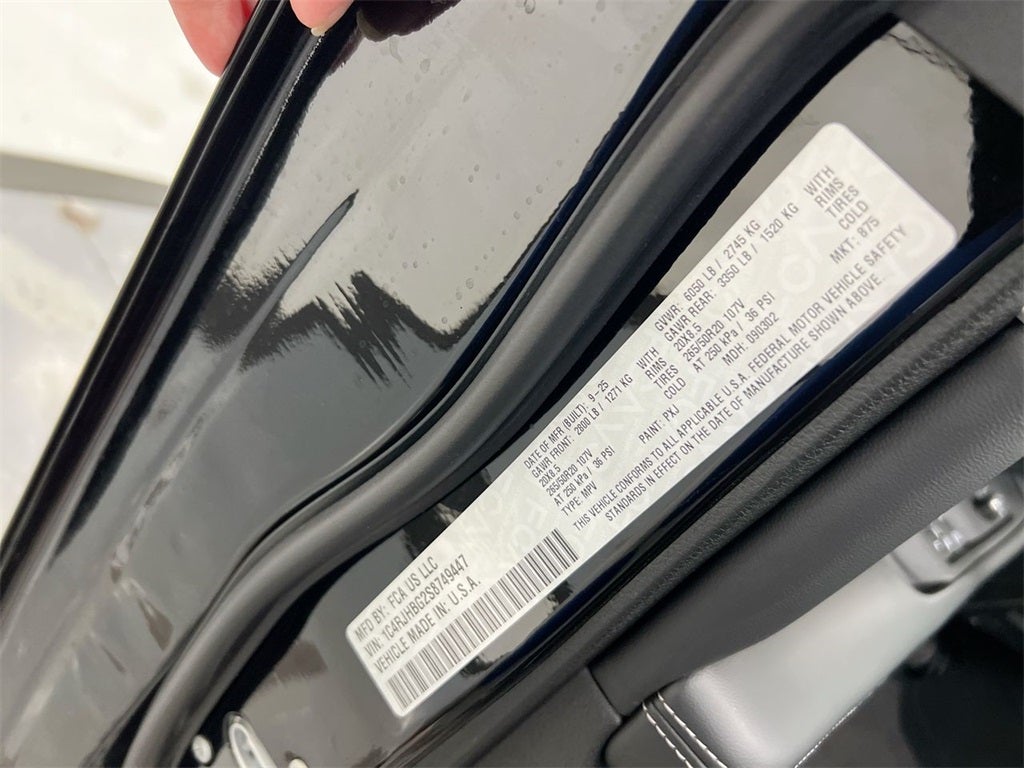 MFD BY: FCA US LLC
DATE OF MFR (BUILT): 9-25
GVWR: 6050 LB / 2745 KG
GAWR FRONT: 2800 LB / 1271 KG WITH
GAWR REAR: 3350 LB / 1520 KG WITH
20X8.5 RIMS
20X8.5 RIMS
265/50R20 107V TIRES
265/50R20 107V TIRES
AT 250 kPa / 36 PSI COLD
AT 250 kPa / 36 PSI COLD
VIN: 1C4RJHBG2S8749447
TYPE: MPV
PAINT: PXJ
MDH: 090302
MKT: 875
VEHICLE MADE IN: U.S.A.
THIS VEHICLE CONFORMS TO ALL APPLICABLE U.S.A. FEDERAL MOTOR VEHICLE SAFETY
STANDARDS IN EFFECT ON THE DATE OF MANUFACTURE SHOWN ABOVE.